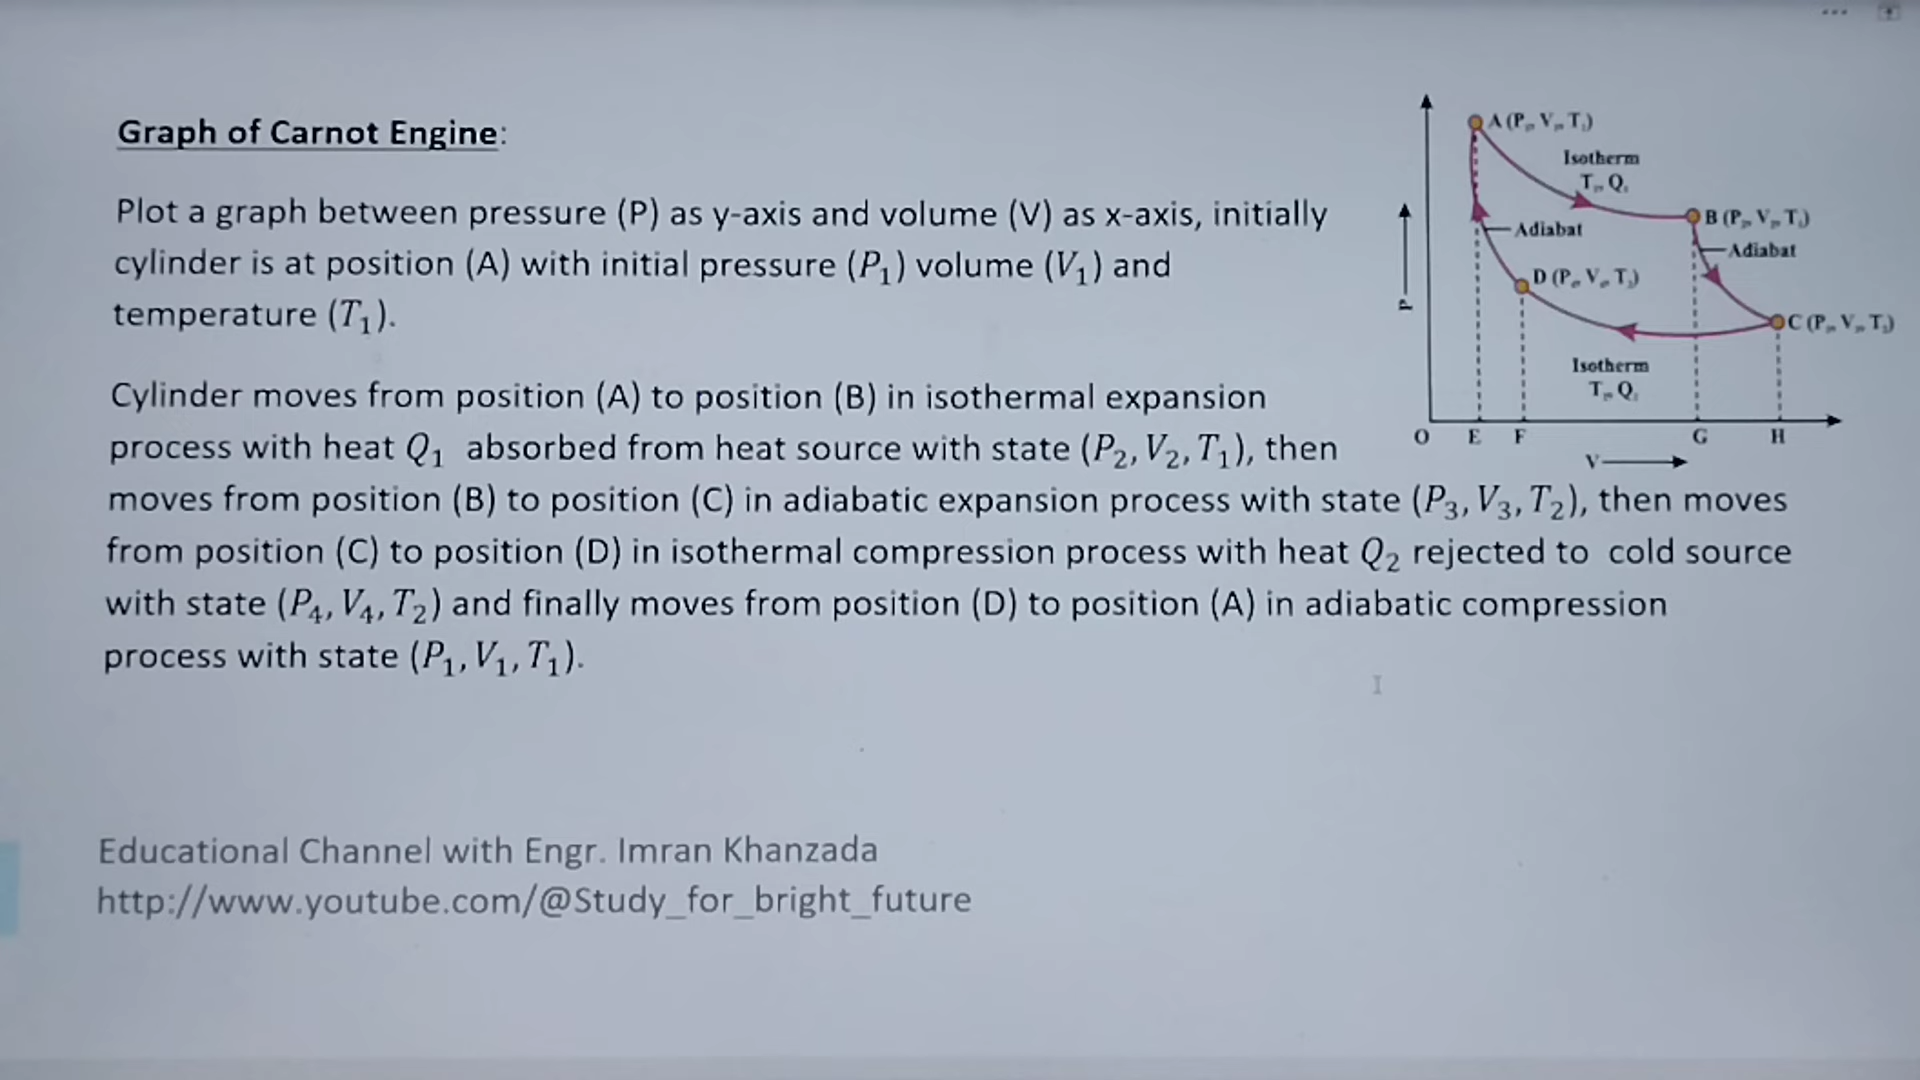 Graph of Carnot Engine:
Plot a graph between pressure (P) as y-axis and volume (V) as x-axis, initially
cylinder is at position (A) with initial pressure (P₁) volume (V₁) and
temperature (T₁).
Cylinder moves from position (A) to position (B) in isothermal expansion
process with heat Q₁ absorbed from heat source with state (P₂, V₂, T₁), then
moves from position (B) to position (C) in adiabatic expansion process with state (P₃, V₃, T₂), then moves
from position (C) to position (D) in isothermal compression process with heat Q₂ rejected to cold source
with state (P₄, V₄, T₂) and finally moves from position (D) to position (A) in adiabatic compression
process with state (P₁, V₁, T₁).
A (P, V, T)
Isotherm
T, Q
B (P, V, T)
Adiabat
Adiabat
D (P, V, T)
C (P, V, T)
Isotherm
T, Q
P
O E F G H
V
Educational Channel with Engr. Imran Khanzada
http://www.youtube.com/@Study_for_bright_future